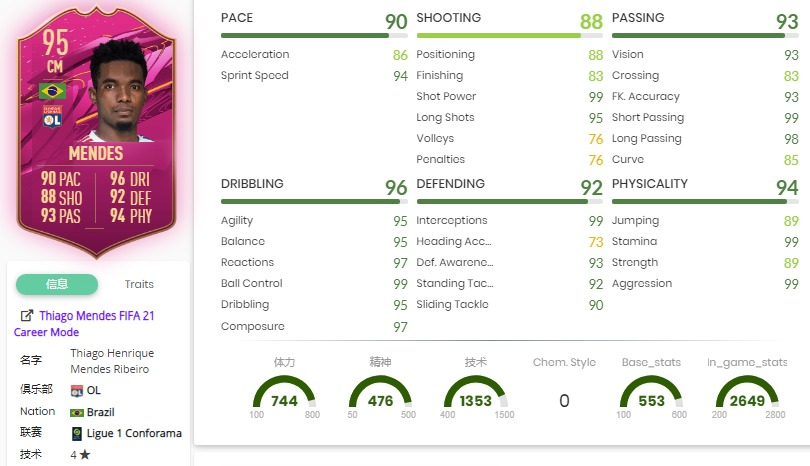 95
CM
OL
MENDES
90 PAC 96 DRI
88 SHO 92 DEF
93 PAS 94 PHY
信息 Traits
Thiago Mendes FIFA 21
Career Mode
名字 Thiago Henrique
Mendes Ribeiro
俱乐部 OL
Nation Brazil
联赛 Ligue 1 Conforama
技术 4
PACE 90
Acceleration 86
Sprint Speed 94
SHOOTING 88
Positioning 88
Finishing 83
Shot Power 99
Long Shots 95
Volleys 76
Penalties 76
PASSING 93
Vision 93
Crossing 83
FK. Accuracy 93
Short Passing 99
Long Passing 98
Curve 85
DRIBBLING 96
Agility 95
Balance 95
Reactions 97
Ball Control 99
Dribbling 95
Composure 97
DEFENDING 92
Interceptions 99
Heading Acc... 73
Def. Awarene... 93
Standing Tac... 92
Sliding Tackle 90
PHYSICALITY 94
Jumping 89
Stamina 99
Strength 89
Aggression 99
体力 精神 技术 Chem. Style Base_stats In_game_stats
744 476 1353 0 553 2649
100 800 50 500 400 1500 100 600 200 2800